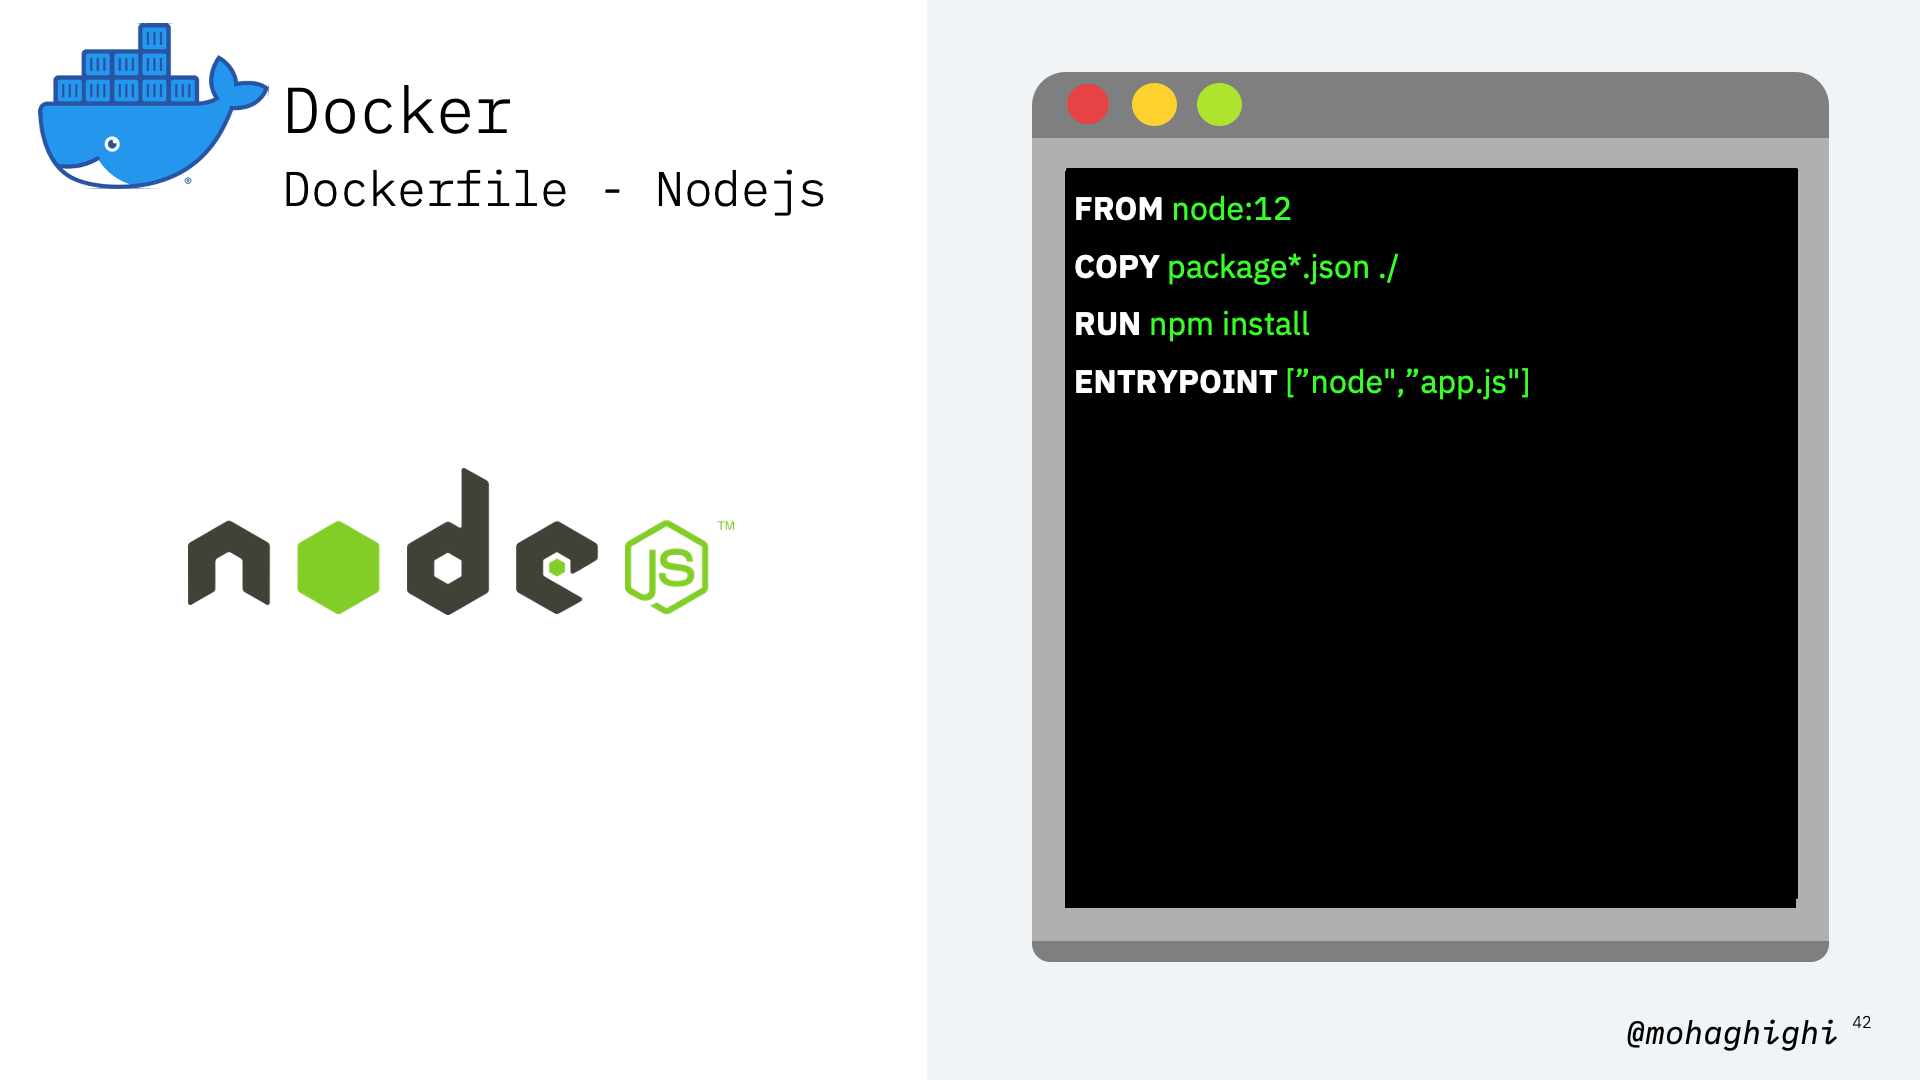 Docker
Dockerfile - Nodejs
node JS ™
FROM node:12
COPY package*.json ./
RUN npm install
ENTRYPOINT [”node",”app.js"]
@mohaghighi 42
®